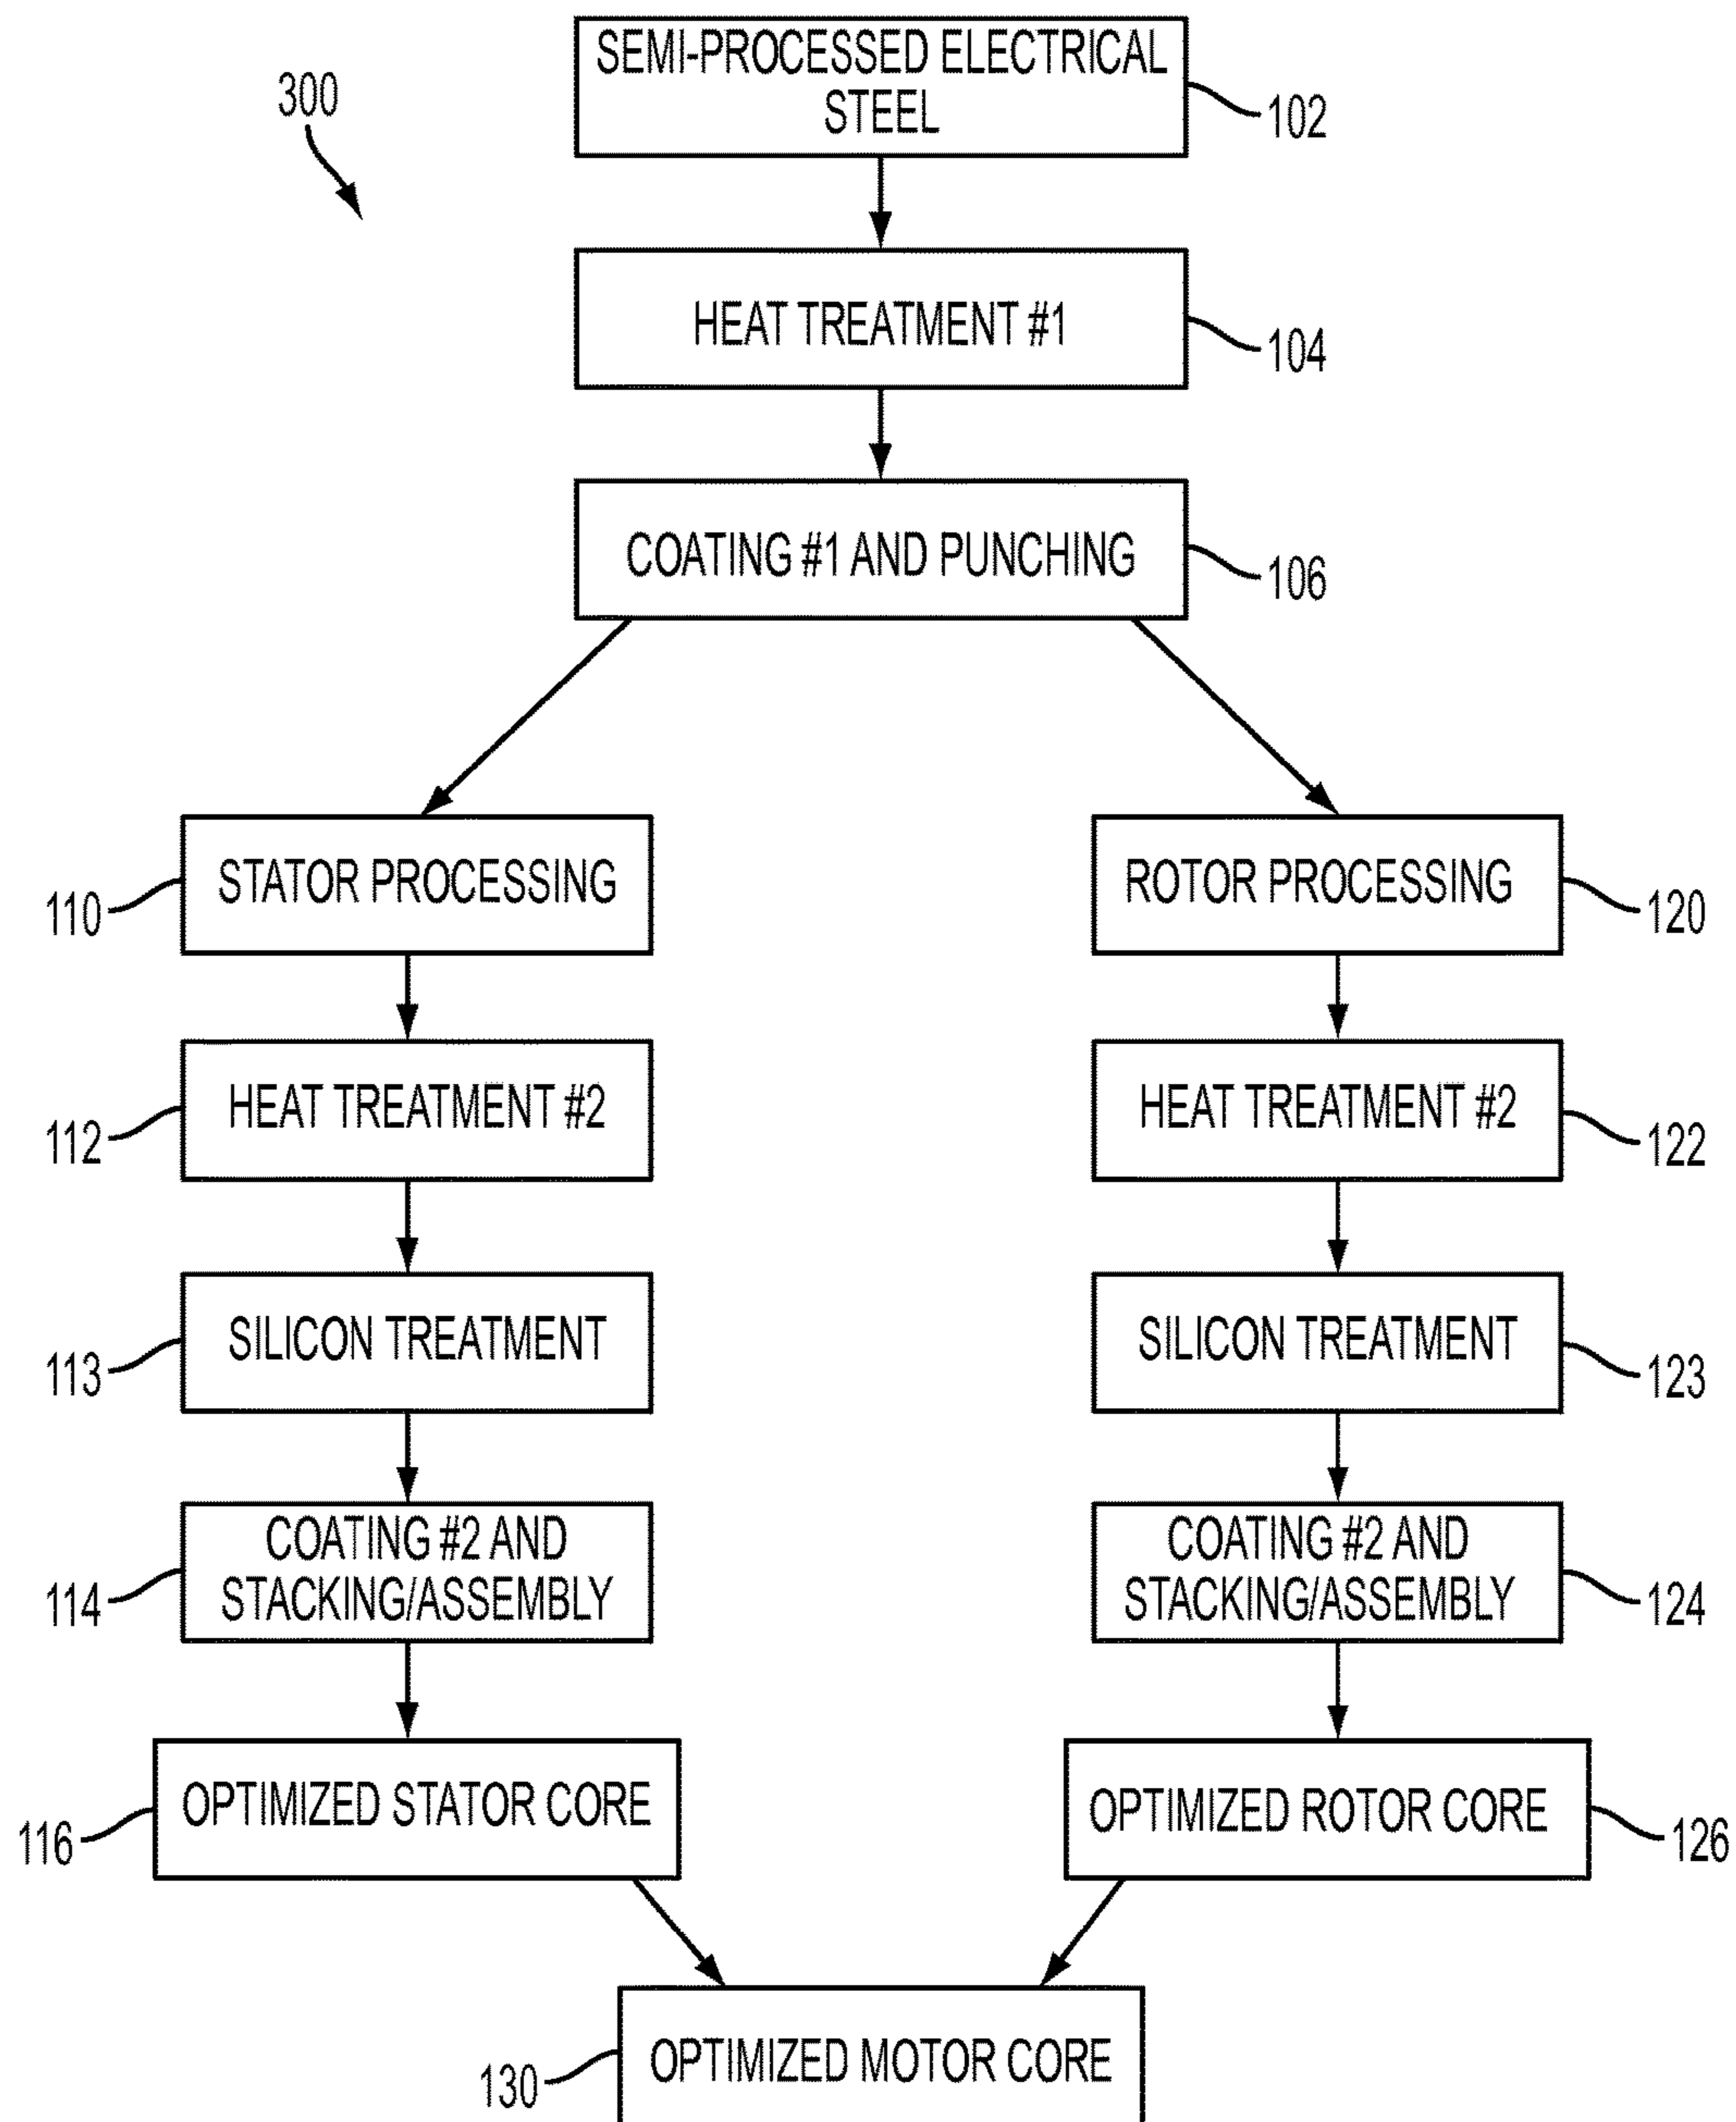 SEMI-PROCESSED ELECTRICAL
STEEL
300
102
HEAT TREATMENT #1
104
COATING #1 AND PUNCHING
106
STATOR PROCESSING
110
ROTOR PROCESSING
120
HEAT TREATMENT #2
112
HEAT TREATMENT #2
122
SILICON TREATMENT
113
SILICON TREATMENT
123
COATING #2 AND
STACKING/ASSEMBLY
114
COATING #2 AND
STACKING/ASSEMBLY
124
OPTIMIZED STATOR CORE
116
OPTIMIZED ROTOR CORE
126
OPTIMIZED MOTOR CORE
130